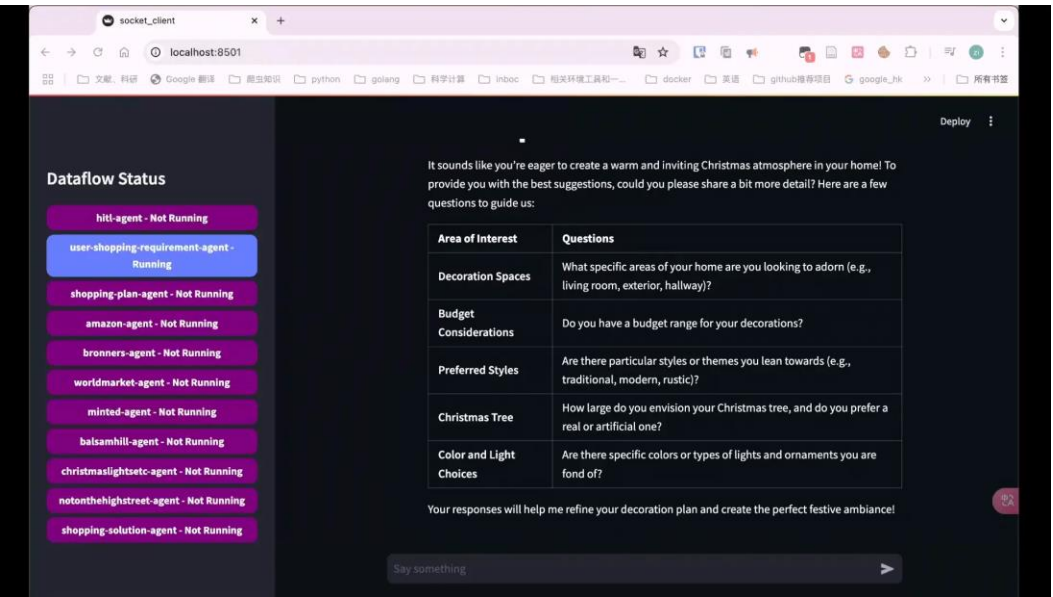 socket_client
localhost:8501
文献、科研
Google 翻译
爬虫知识
python
golang
科学计算
lnboc
相关环境工具和一...
docker
英语
github推荐项目
google_hk
所有书签
Deploy
Dataflow Status
hitl-agent - Not Running
user-shopping-requirement-agent -
Running
shopping-plan-agent - Not Running
amazon-agent - Not Running
bronners-agent - Not Running
worldmarket-agent - Not Running
minted-agent - Not Running
balsamhill-agent - Not Running
christmaslightsetc-agent - Not Running
notonthehighstreet-agent - Not Running
shopping-solution-agent - Not Running
It sounds like you're eager to create a warm and inviting Christmas atmosphere in your home! To
provide you with the best suggestions, could you please share a bit more detail? Here are a few
questions to guide us:
Area of Interest
Questions
Decoration Spaces
What specific areas of your home are you looking to adorn (e.g.,
living room, exterior, hallway)?
Budget
Considerations
Do you have a budget range for your decorations?
Preferred Styles
Are there particular styles or themes you lean towards (e.g.,
traditional, modern, rustic)?
Christmas Tree
How large do you envision your Christmas tree, and do you prefer a
real or artificial one?
Color and Light
Choices
Are there specific colors or types of lights and ornaments you are
fond of?
Your responses will help me refine your decoration plan and create the perfect festive ambiance!
Say something